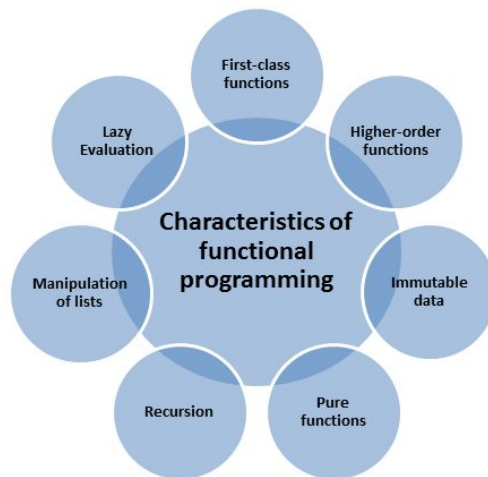 First-class
functions
Higher-order
functions
Immutable
data
Pure
functions
Recursion
Manipulation
of lists
Lazy
Evaluation
Characteristics of
functional
programming